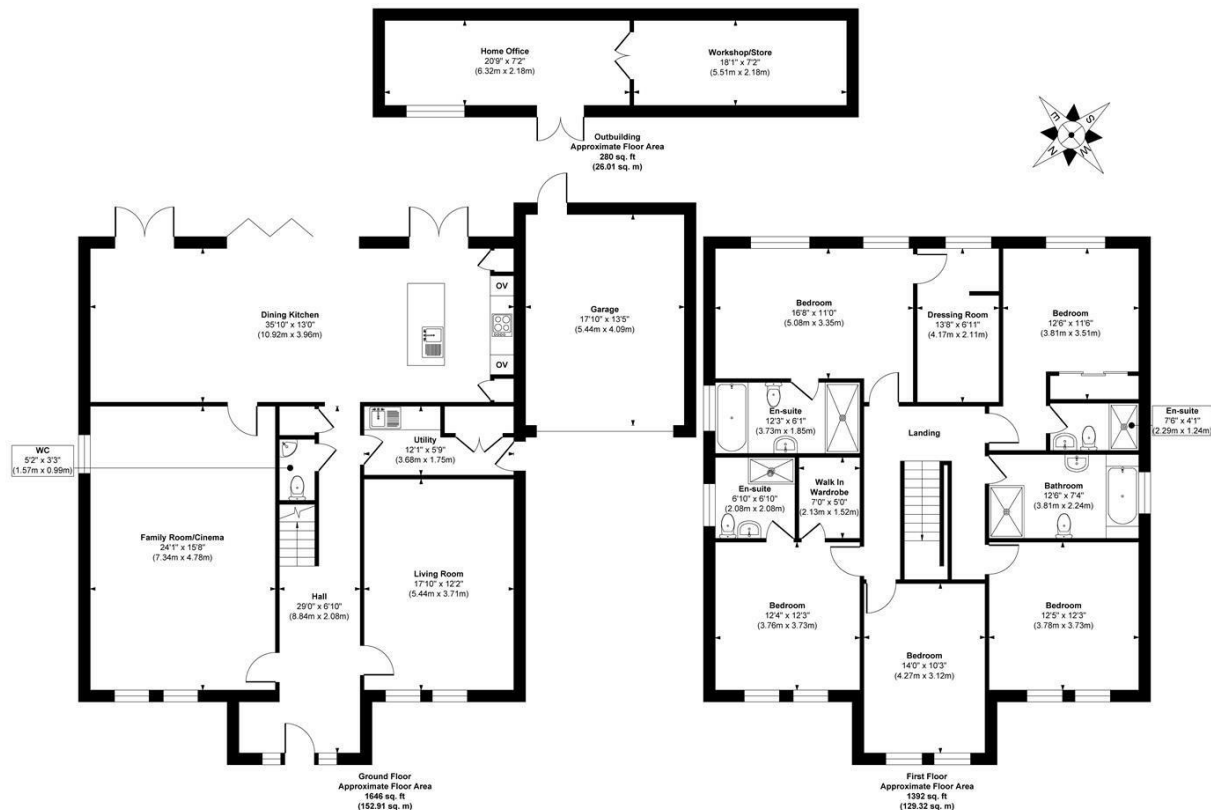 Home Office
20'9" x 7'2"
(6.32m x 2.18m)
Workshop/Store
18'1" x 7'2"
(5.51m x 2.18m)
Outbuilding
Approximate Floor Area
280 sq. ft
(26.01 sq. m)
E
S
N
W
Dining Kitchen
35'10" x 13'0"
(10.92m x 3.96m)
OV
OV
Garage
17'10" x 13'5"
(5.44m x 4.09m)
WC
5'2" x 3'3"
(1.57m x 0.99m)
Utility
12'1" x 5'9"
(3.68m x 1.75m)
Family Room/Cinema
24'1" x 15'8"
(7.34m x 4.78m)
Hall
29'0" x 6'10"
(8.84m x 2.08m)
Living Room
17'10" x 12'2"
(5.44m x 3.71m)
Ground Floor
Approximate Floor Area
1646 sq. ft
(152.91 sq. m)
Bedroom
16'8" x 11'0"
(5.08m x 3.35m)
Dressing Room
13'8" x 6'11"
(4.17m x 2.11m)
Bedroom
12'6" x 11'6"
(3.81m x 3.51m)
En-suite
12'3" x 6'1"
(3.73m x 1.85m)
Landing
En-suite
7'6" x 4'1"
(2.29m x 1.24m)
En-suite
6'10" x 6'10"
(2.08m x 2.08m)
Walk In
Wardrobe
7'0" x 5'0"
(2.13m x 1.52m)
Bathroom
12'6" x 7'4"
(3.81m x 2.24m)
Bedroom
12'4" x 12'3"
(3.76m x 3.73m)
Bedroom
14'0" x 10'3"
(4.27m x 3.12m)
Bedroom
12'5" x 12'3"
(3.78m x 3.73m)
First Floor
Approximate Floor Area
1392 sq. ft
(129.32 sq. m)